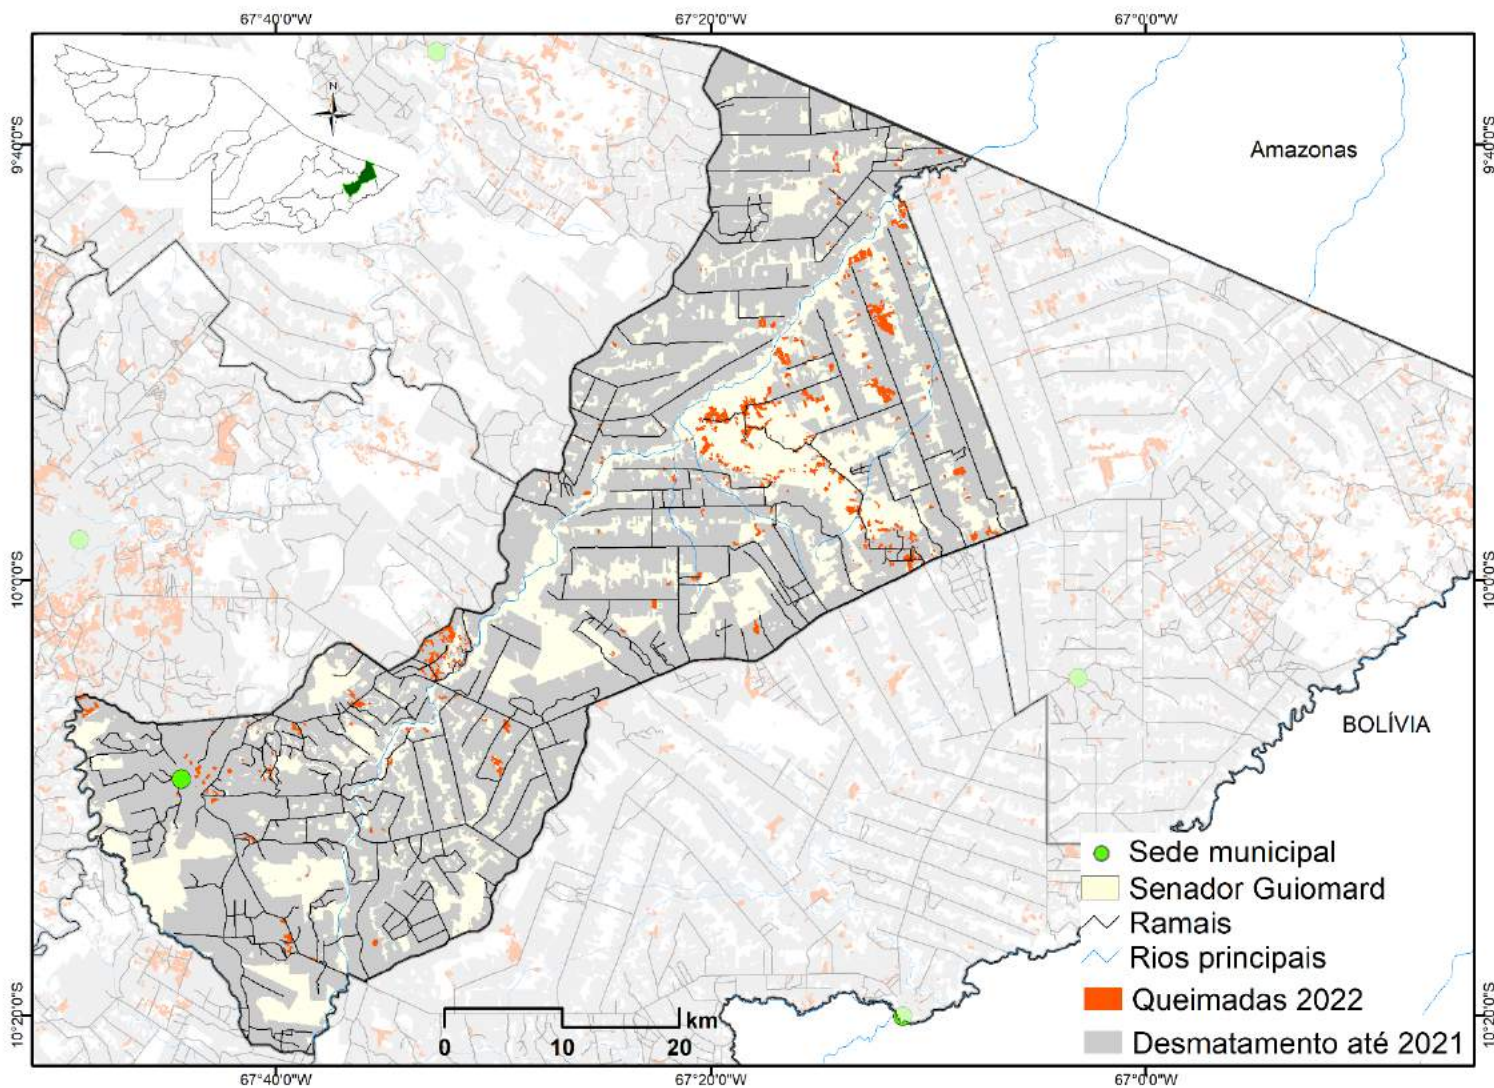 67°40'0"W
67°20'0"W
67°0'0"W
N
9°40'0"S
9°40'0"S
Amazonas
10°0'0"S
10°0'0"S
BOLÍVIA
Sede municipal
Senador Guiomard
Ramais
Rios principais
Queimadas 2022
Desmatamento até 2021
km
0
10
20
10°20'0"S
10°20'0"S
67°40'0"W
67°20'0"W
67°0'0"W